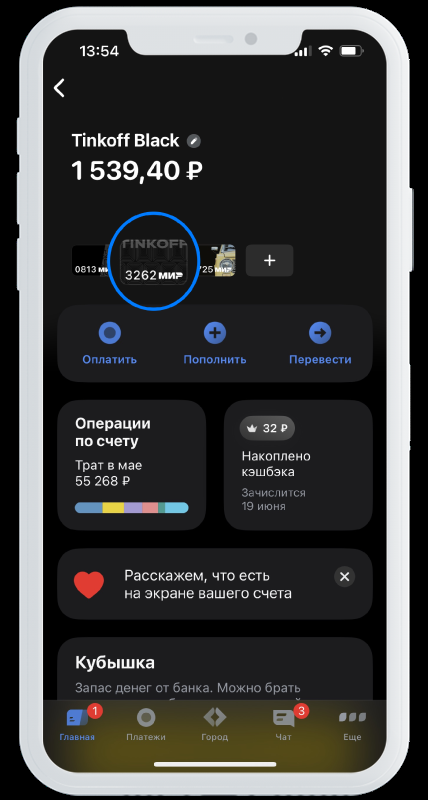 13:54
Tinkoff Black
1 539,40 ₽
0813 МИР
TINKOFF
3262 МИР
725 МИР
+
Оплатить
Пополнить
Перевести
Операции
по счету
Трат в мае
55 268 ₽
32 ₽
Накоплено
кэшбэка
Зачислится
19 июня
Расскажем, что есть
на экране вашего счета
Кубышка
Запас денег от банка. Можно брать
1
3
Главная
Платежи
Город
Чат
Еще